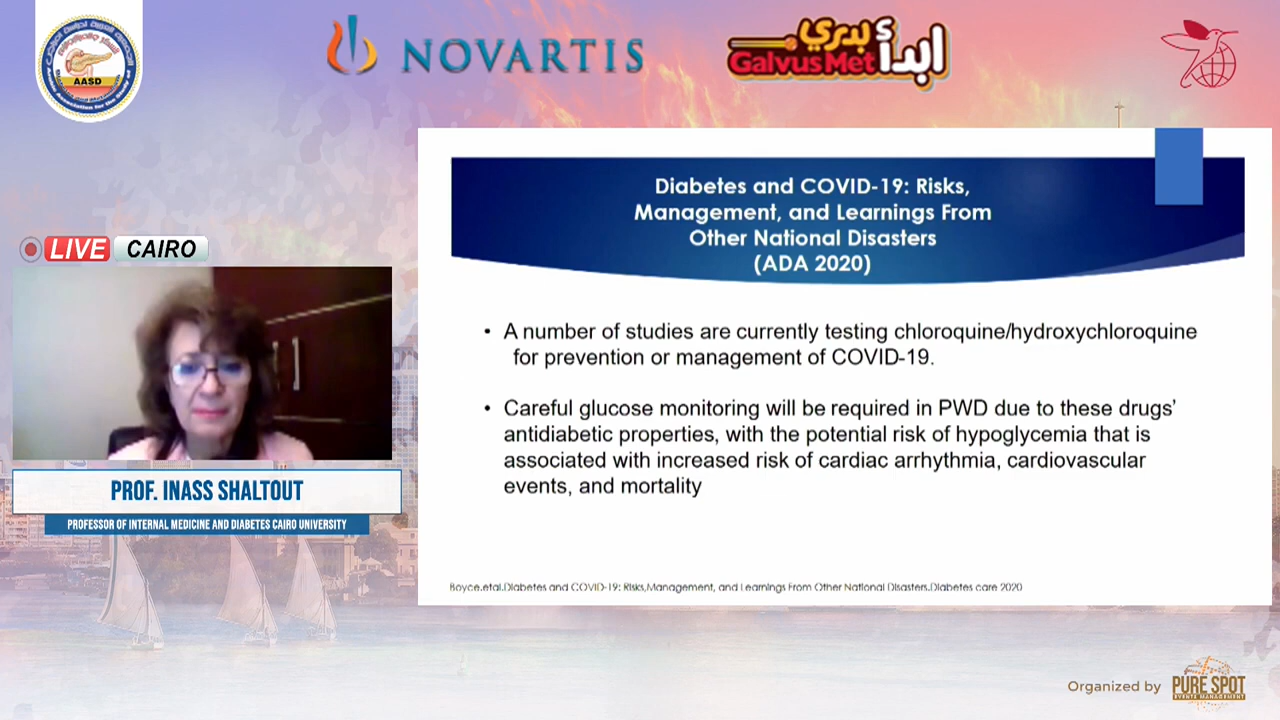 AASD
NOVARTIS
ابدأ بدري
GalvusMet
LIVE CAIRO
PROF. INASS SHALTOUT
PROFESSOR OF INTERNAL MEDICINE AND DIABETES CAIRO UNIVERSITY
Diabetes and COVID-19: Risks,
Management, and Learnings From
Other National Disasters
(ADA 2020)
• A number of studies are currently testing chloroquine/hydroxychloroquine
for prevention or management of COVID-19.
• Careful glucose monitoring will be required in PWD due to these drugs’
antidiabetic properties, with the potential risk of hypoglycemia that is
associated with increased risk of cardiac arrhythmia, cardiovascular
events, and mortality
Boyce.etal.Diabetes and COVID-19: Risks,Management, and Learnings From Other National Disasters.Diabetes care 2020
Organized by PURE SPOT
EVENTS MANAGEMENT